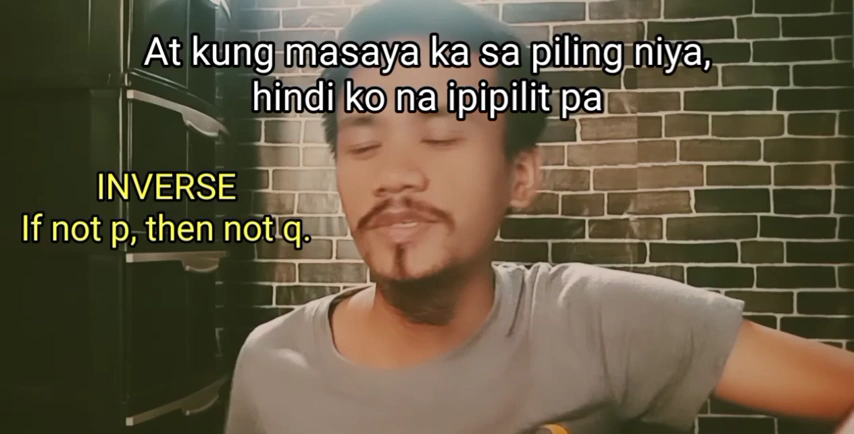 At kung masaya ka sa piling niya,
hindi ko na ipipilit pa
INVERSE
If not p, then not q.